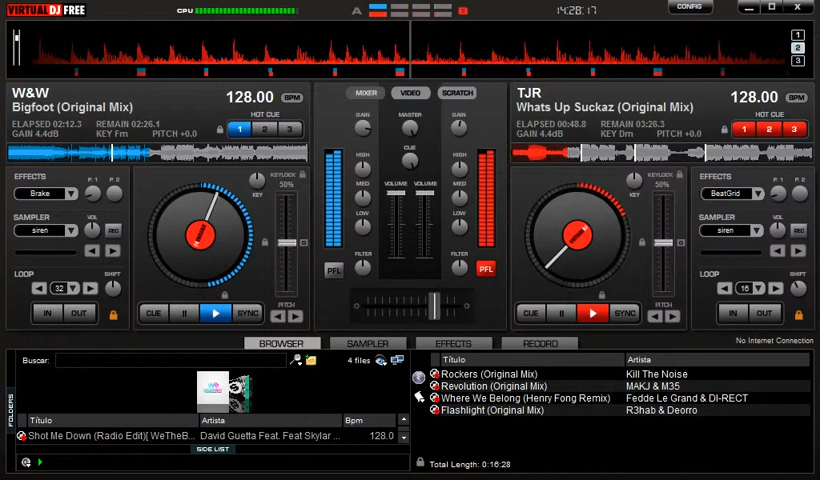 VIRTUAL DJ FREE
CPU
A
B
14:28:17
CONFIG
1
2
3
W&W
Bigfoot (Original Mix)
128.00 BPM
HOT CUE
ELAPSED 02:12.3 REMAIN 02:26.1
GAIN 4.4dB KEY Fm PITCH +0.0
1 2 3
MIXER VIDEO SCRATCH
TJR
Whats Up Suckaz (Original Mix)
128.00 BPM
HOT CUE
ELAPSED 00:48.8 REMAIN 03:26.3
GAIN 4.4dB KEY Dm PITCH +0.0
1 2 3
EFFECTS P. 1 P. 2
Brake
SAMPLER VOL
siren REC
LOOP SHIFT
32
IN OUT
KEY
KEYLOCK
50%
CUE II SYNC
PITCH
GAIN MASTER GAIN
CUE
HIGH HIGH
MED VOLUME VOLUME MED
LOW LOW
FILTER FILTER
PFL PFL
KEY
KEYLOCK
50%
CUE II SYNC
PITCH
EFFECTS P. 1 P. 2
BeatGrid
SAMPLER VOL
siren REC
LOOP SHIFT
16
IN OUT
BROWSER SAMPLER EFFECTS RECORD
No Internet Connection
FOLDERS
Buscar: 4 files
Título Artista Bpm
Shot Me Down (Radio Edit)[ WeTheB... David Guetta Feat. Feat Skylar ... 128.0
SIDE LIST
Título Artista
Rockers (Original Mix) Kill The Noise
Revolution (Original Mix) MAKJ & M35
Where We Belong (Henry Fong Remix) Fedde Le Grand & DI-RECT
Flashlight (Original Mix) R3hab & Deorro
Total Length: 0:16:28